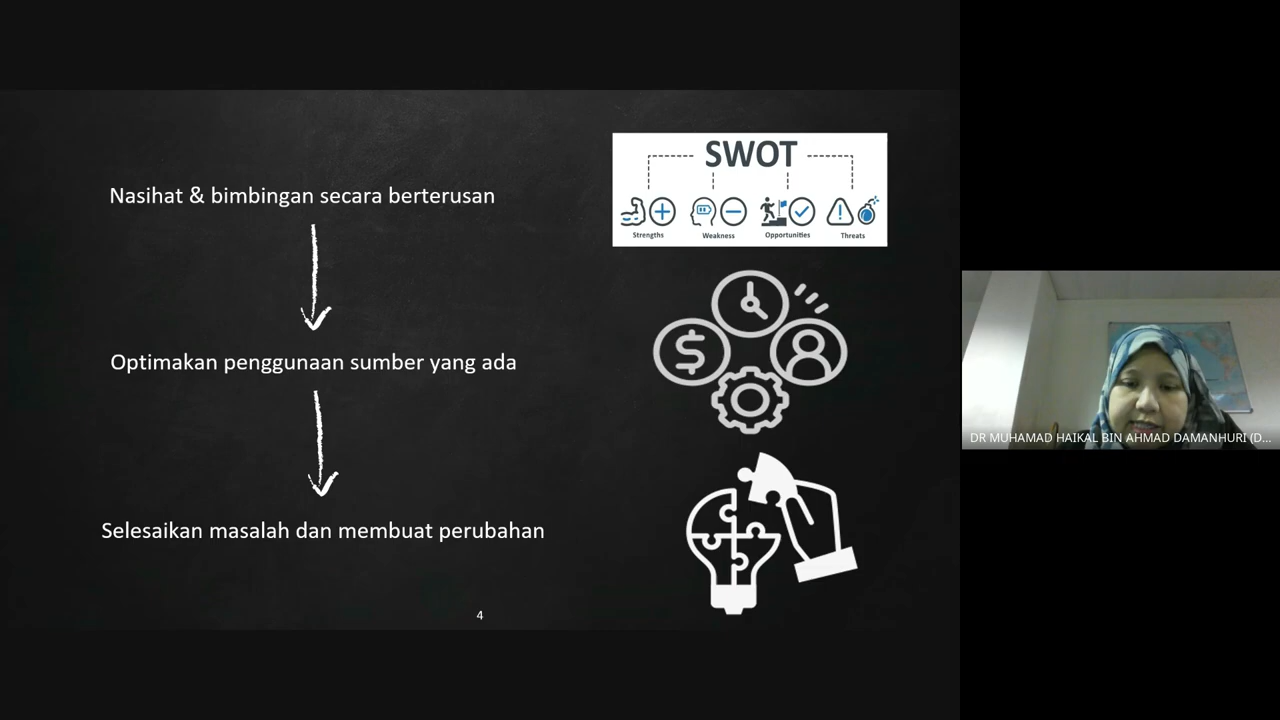 Nasihat & bimbingan secara berterusan
Optimakan penggunaan sumber yang ada
Selesaikan masalah dan membuat perubahan
4
SWOT
Strengths
Weakness
Opportunities
Threats
$
DR MUHAMAD HAIKAL BIN AHMAD DAMANHURI (D...